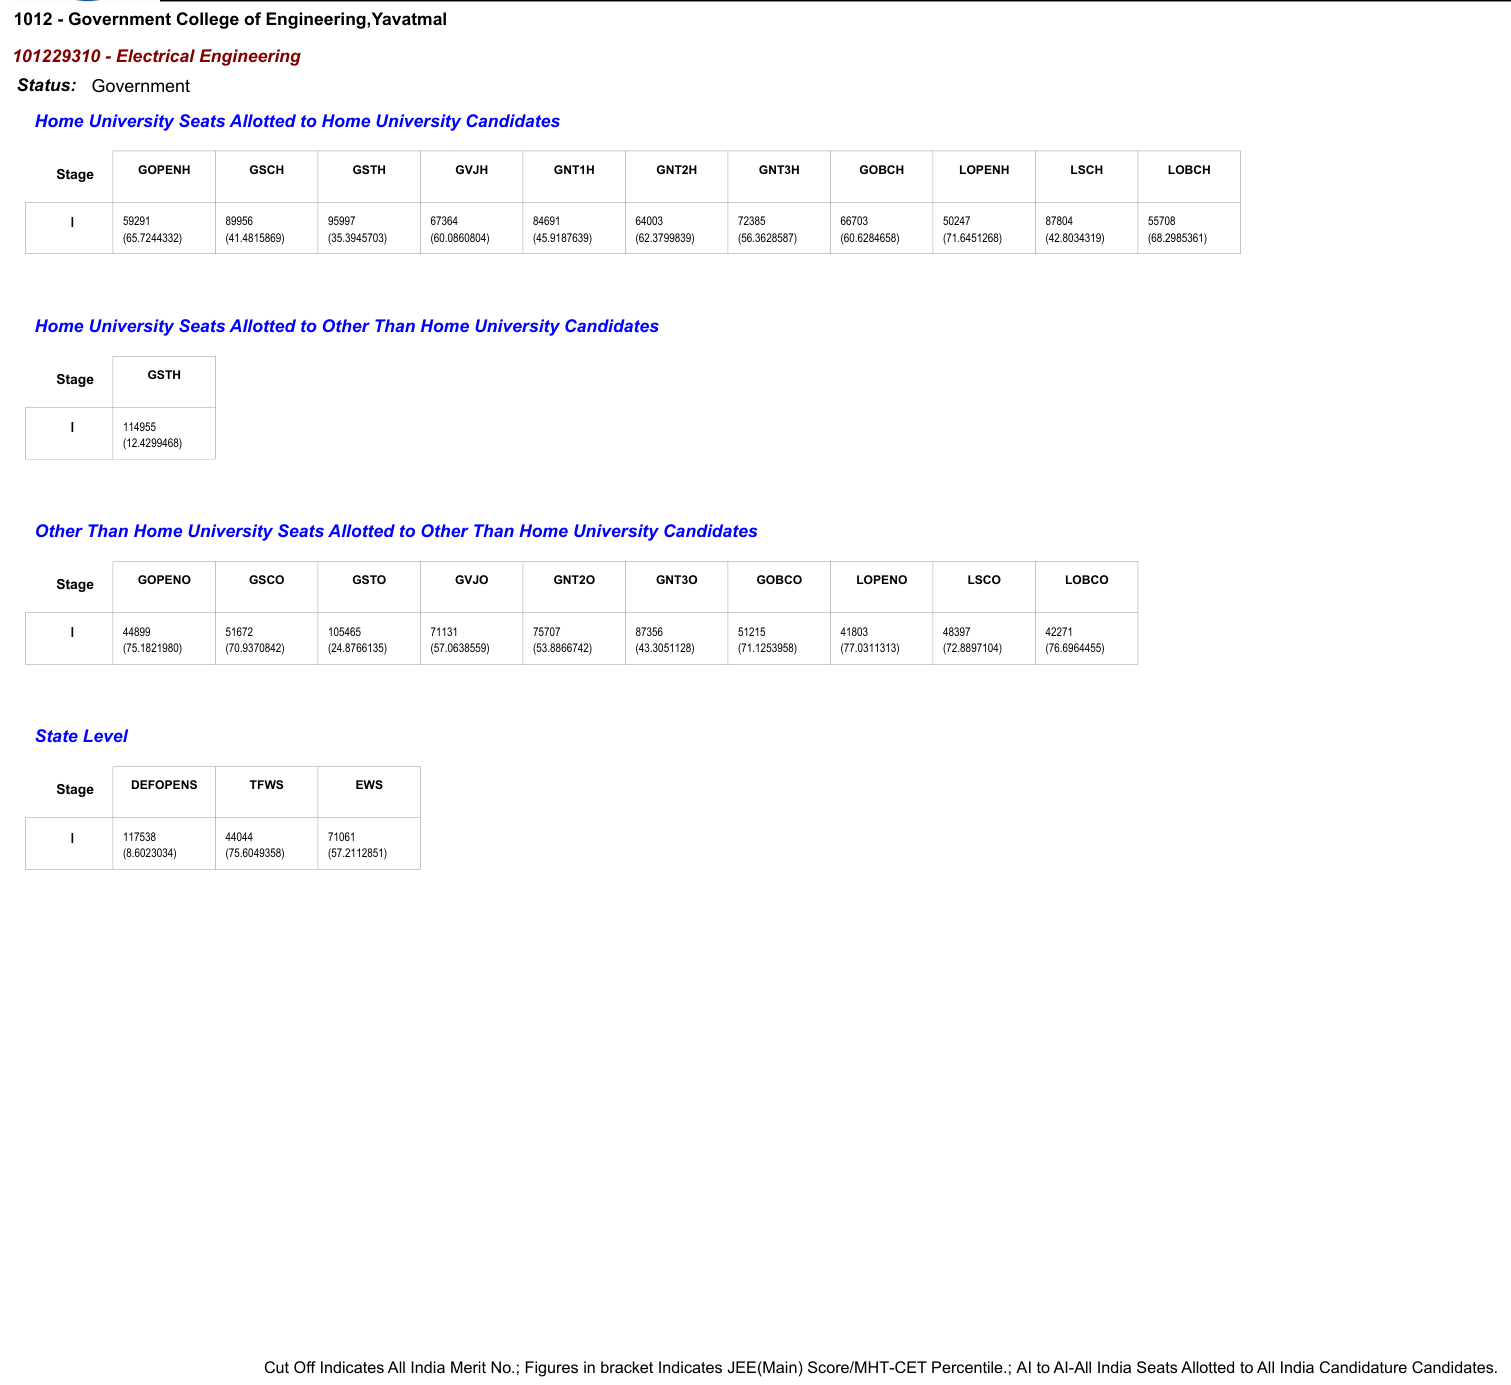 1012 - Government College of Engineering,Yavatmal
101229310 - Electrical Engineering
Status: Government
Home University Seats Allotted to Home University Candidates
Stage GOPENH GSCH GSTH GVJH GNT1H GNT2H GNT3H GOBCH LOPENH LSCH LOBCH
I 59291 89956 95997 67364 84691 64003 72385 66703 50247 87804 55708
(65.7244332) (41.4815869) (35.3945703) (60.0860804) (45.9187639) (62.3799839) (56.3628587) (60.6284658) (71.6451268) (42.8034319) (68.2985361)
Home University Seats Allotted to Other Than Home University Candidates
Stage GSTH
I 114955
(12.4299468)
Other Than Home University Seats Allotted to Other Than Home University Candidates
Stage GOPENO GSCO GSTO GVJO GNT2O GNT3O GOBCO LOPENO LSCO LOBCO
I 44899 51672 105465 71131 75707 87356 51215 41803 48397 42271
(75.1821980) (70.9370842) (24.8766135) (57.0638559) (53.8866742) (43.3051128) (71.1253958) (77.0311313) (72.8897104) (76.6964455)
State Level
Stage DEFOPENS TFWS EWS
I 117538 44044 71061
(8.6023034) (75.6049358) (57.2112851)
Cut Off Indicates All India Merit No.; Figures in bracket Indicates JEE(Main) Score/MHT-CET Percentile.; AI to AI-All India Seats Allotted to All India Candidature Candidates.